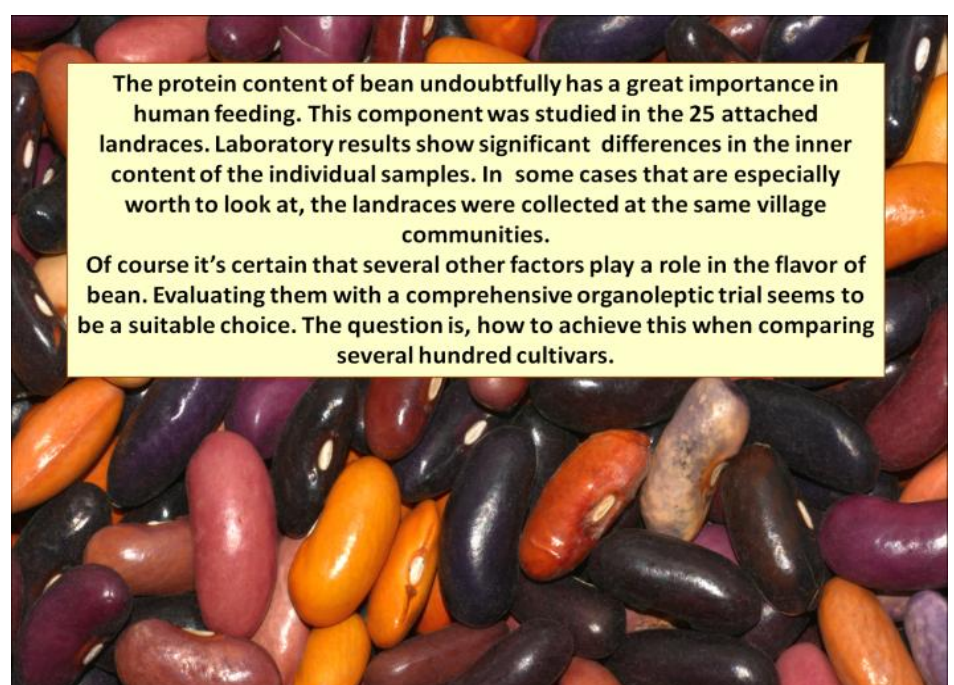 The protein content of bean undoubtfully has a great importance in
human feeding. This component was studied in the 25 attached
landraces. Laboratory results show significant differences in the inner
content of the individual samples. In some cases that are especially
worth to look at, the landraces were collected at the same village
communities.
Of course it's certain that several other factors play a role in the flavor of
bean. Evaluating them with a comprehensive organoleptic trial seems to
be a suitable choice. The question is, how to achieve this when comparing
several hundred cultivars.